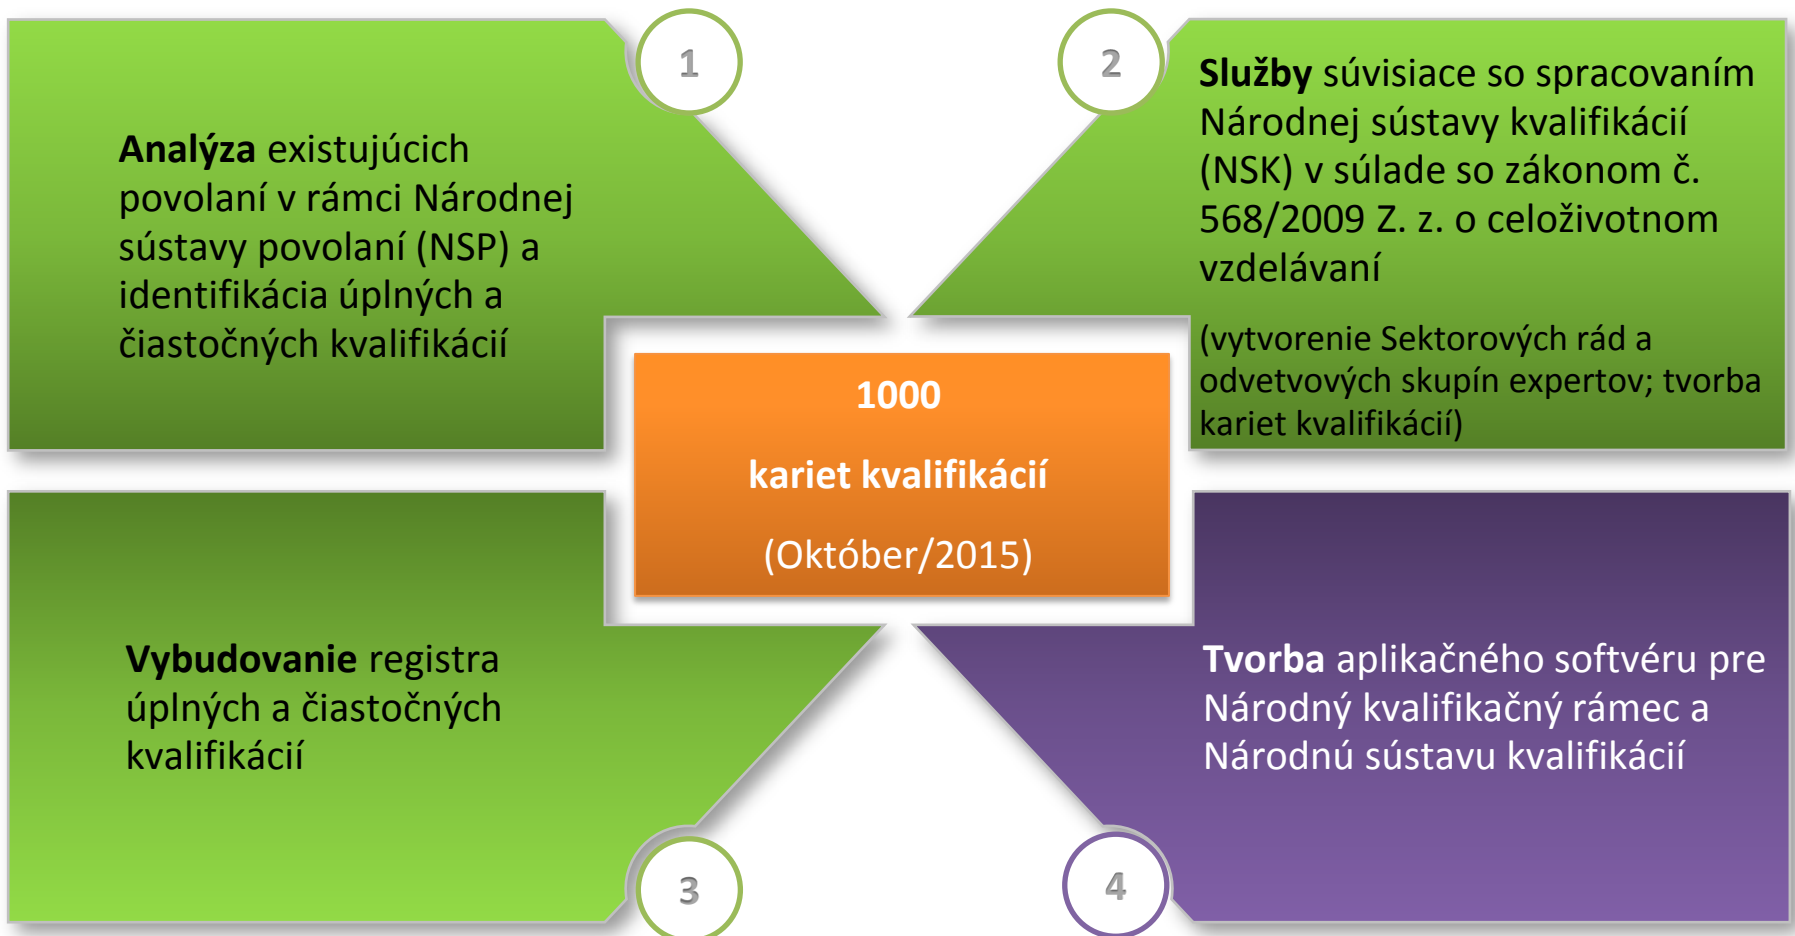 1
Analýza existujúcich
povolaní v rámci Národnej
sústavy povolaní (NSP) a
identifikácia úplných a
čiastočných kvalifikácií
2
Služby súvisiace so spracovaním
Národnej sústavy kvalifikácií
(NSK) v súlade so zákonom č.
568/2009 Z. z. o celoživotnom
vzdelávaní
(vytvorenie Sektorových rád a
odvetvových skupín expertov; tvorba
kariet kvalifikácií)
1000
kariet kvalifikácií
(Október/2015)
Vybudovanie registra
úplných a čiastočných
kvalifikácií
3
Tvorba aplikačného softvéru pre
Národný kvalifikačný rámec a
Národnú sústavu kvalifikácií
4